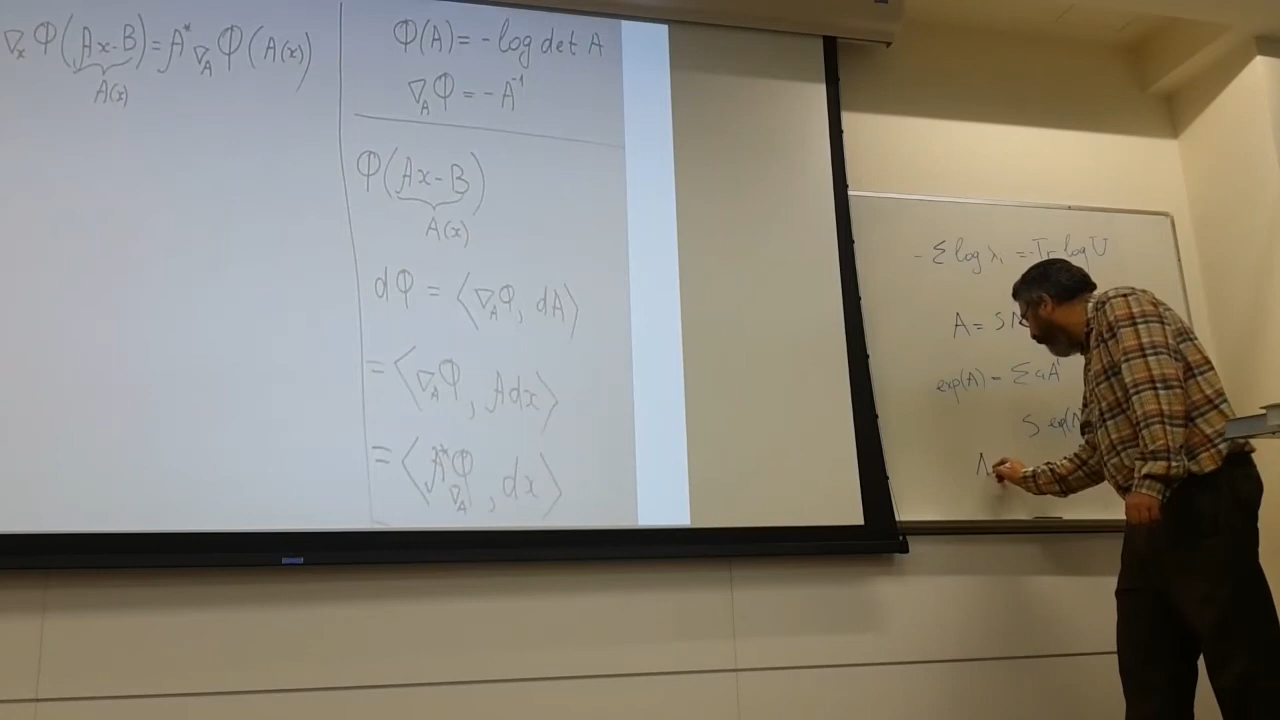 ∇ₓ Φ(Ax-B) = A* ∇_A Φ(A(x))
A(x)
Φ(A) = - log det A
∇_A Φ = - A⁻¹
Φ(Ax-B)
A(x)
dΦ = ⟨∇_A Φ, dA⟩
= ⟨∇_A Φ, A dx⟩
= ⟨A* ∇_A Φ, dx⟩
- Σ log λᵢ = -Tr log U
A = S Λ
exp(A) = Σ cᵢ Aⁱ
S exp(Λ
Λ